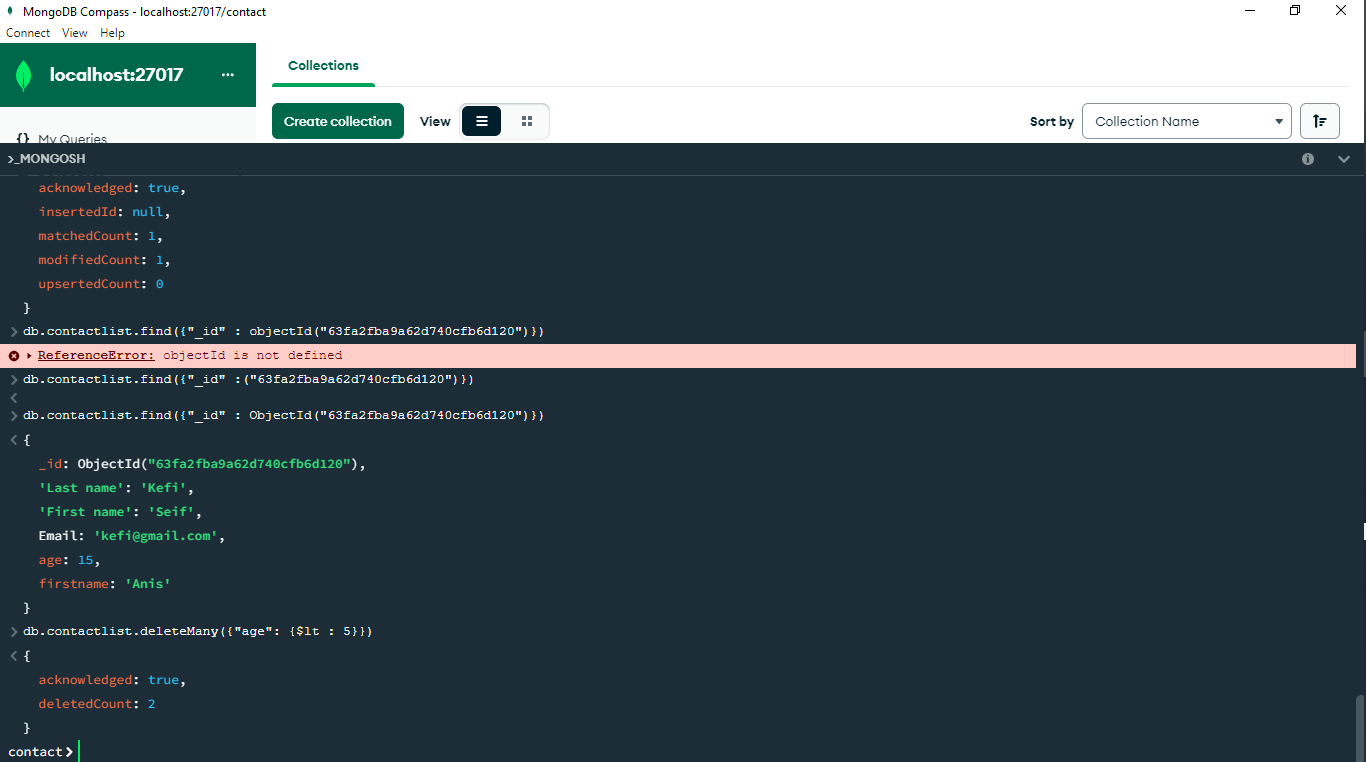 MongoDB Compass - localhost:27017/contact
Connect View Help
localhost:27017 ...
Collections
Create collection View Sort by Collection Name
{} My Queries
>_MONGOSH
acknowledged: true,
insertedId: null,
matchedCount: 1,
modifiedCount: 1,
upsertedCount: 0
}
> db.contactlist.find({"_id" : objectId("63fa2fba9a62d740cfb6d120")})
ReferenceError: objectId is not defined
> db.contactlist.find({"_id" :("63fa2fba9a62d740cfb6d120")})
<
> db.contactlist.find({"_id" : ObjectId("63fa2fba9a62d740cfb6d120")})
< {
_id: ObjectId("63fa2fba9a62d740cfb6d120"),
'Last name': 'Kefi',
'First name': 'Seif',
Email: 'kefi@gmail.com',
age: 15,
firstname: 'Anis'
}
> db.contactlist.deleteMany({"age": {$lt : 5}})
< {
acknowledged: true,
deletedCount: 2
}
contact>